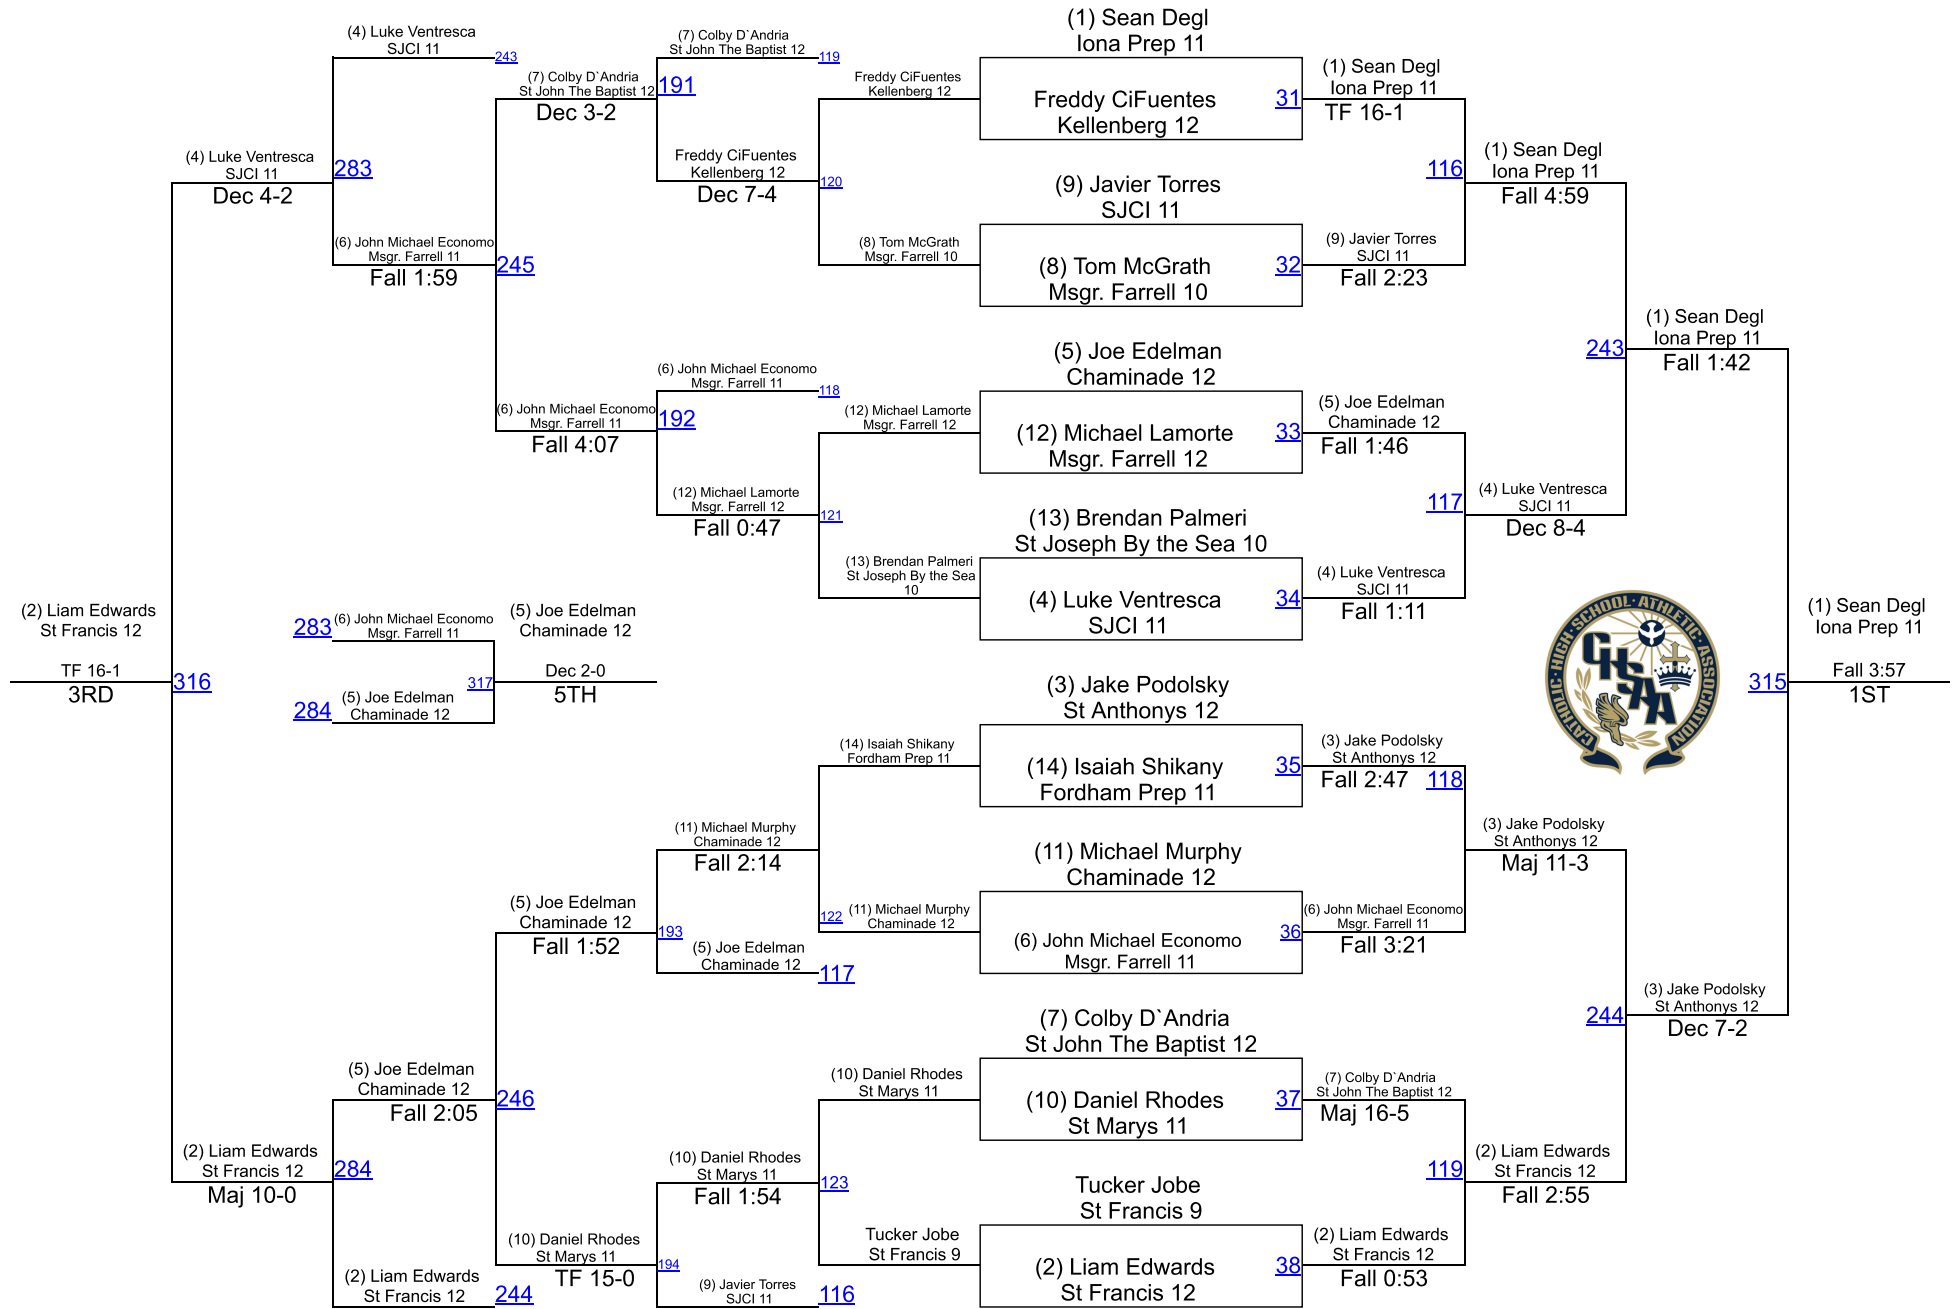 (4) Luke Ventresca
SJCI 11
243
(7) Colby D`Andria
St John The Baptist 12
119
(7) Colby D`Andria
St John The Baptist 12
191
Dec 3-2
Freddy CiFuentes
Kellenberg 12
(4) Luke Ventresca
SJCI 11
283
Dec 4-2
Freddy CiFuentes
Kellenberg 12
120
Dec 7-4
(6) John Michael Economo
Msgr. Farrell 11
245
Fall 1:59
(8) Tom McGrath
Msgr. Farrell 10
(6) John Michael Economo
Msgr. Farrell 11
118
(6) John Michael Economo
Msgr. Farrell 11
192
Fall 4:07
(12) Michael Lamorte
Msgr. Farrell 12
(12) Michael Lamorte
Msgr. Farrell 12
121
Fall 0:47
(13) Brendan Palmeri
St Joseph By the Sea
10
(1) Sean Degl
Iona Prep 11
Freddy CiFuentes
Kellenberg 12
31
(1) Sean Degl
Iona Prep 11
TF 16-1
(9) Javier Torres
SJCI 11
(8) Tom McGrath
Msgr. Farrell 10
32
(9) Javier Torres
SJCI 11
Fall 2:23
116
(1) Sean Degl
Iona Prep 11
Fall 4:59
(5) Joe Edelman
Chaminade 12
(12) Michael Lamorte
Msgr. Farrell 12
33
(5) Joe Edelman
Chaminade 12
Fall 1:46
(13) Brendan Palmeri
St Joseph By the Sea 10
(4) Luke Ventresca
SJCI 11
34
(4) Luke Ventresca
SJCI 11
Fall 1:11
117
(4) Luke Ventresca
SJCI 11
Dec 8-4
243
(1) Sean Degl
Iona Prep 11
Fall 1:42
(2) Liam Edwards
St Francis 12
TF 16-1
3RD
316
283
(6) John Michael Economo
Msgr. Farrell 11
284
(5) Joe Edelman
Chaminade 12
317
(5) Joe Edelman
Chaminade 12
Dec 2-0
5TH
CATHOLIC·HIGH·SCHOOL·ATHLETIC·ASSOCIATION
CHSAA
315
(1) Sean Degl
Iona Prep 11
Fall 3:57
1ST
(14) Isaiah Shikany
Fordham Prep 11
(11) Michael Murphy
Chaminade 12
Fall 2:14
122
(11) Michael Murphy
Chaminade 12
(5) Joe Edelman
Chaminade 12
Fall 1:52
193
(5) Joe Edelman
Chaminade 12
117
(5) Joe Edelman
Chaminade 12
Fall 2:05
246
(10) Daniel Rhodes
St Marys 11
(2) Liam Edwards
St Francis 12
Maj 10-0
284
(10) Daniel Rhodes
St Marys 11
Fall 1:54
123
Tucker Jobe
St Francis 9
(10) Daniel Rhodes
St Marys 11
TF 15-0
194
(2) Liam Edwards
St Francis 12
244
(9) Javier Torres
SJCI 11
116
(3) Jake Podolsky
St Anthonys 12
(14) Isaiah Shikany
Fordham Prep 11
35
(3) Jake Podolsky
St Anthonys 12
Fall 2:47
118
(11) Michael Murphy
Chaminade 12
(6) John Michael Economo
Msgr. Farrell 11
36
(6) John Michael Economo
Msgr. Farrell 11
Fall 3:21
(3) Jake Podolsky
St Anthonys 12
Maj 11-3
(7) Colby D`Andria
St John The Baptist 12
(10) Daniel Rhodes
St Marys 11
37
(7) Colby D`Andria
St John The Baptist 12
Maj 16-5
Tucker Jobe
St Francis 9
(2) Liam Edwards
St Francis 12
38
(2) Liam Edwards
St Francis 12
Fall 0:53
119
(2) Liam Edwards
St Francis 12
Fall 2:55
244
(3) Jake Podolsky
St Anthonys 12
Dec 7-2